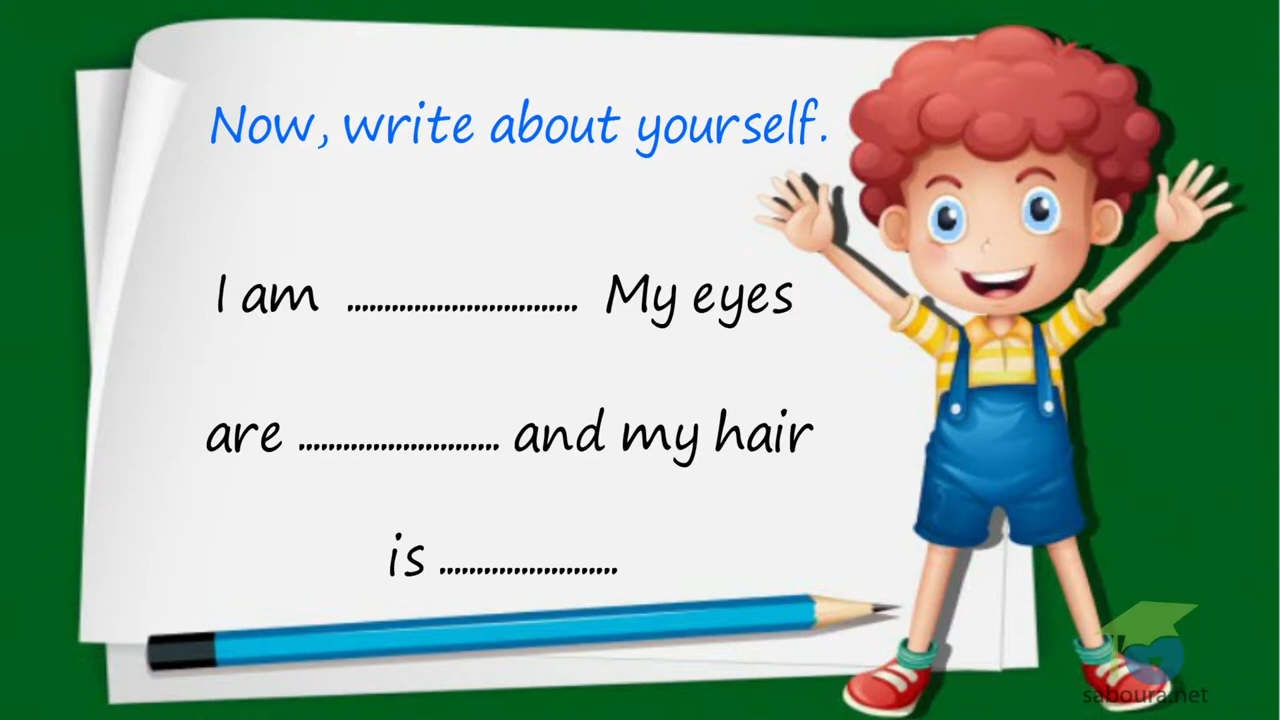 Now, write about yourself.
I am ............................... My eyes
are ........................... and my hair
is ........................
saboura.net